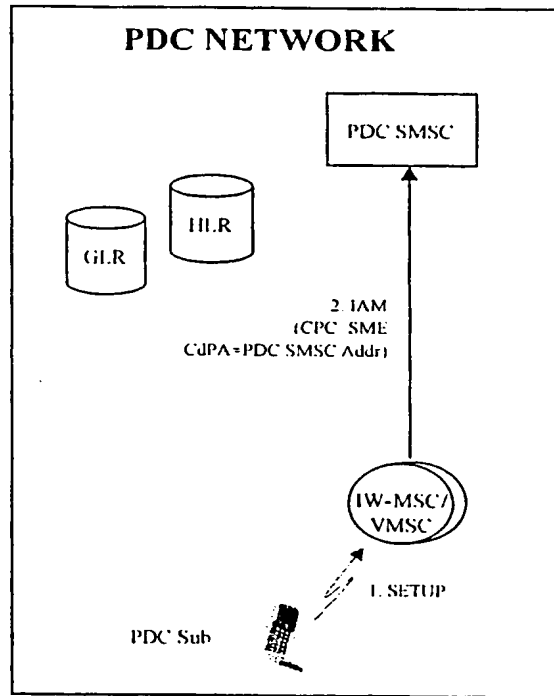 PDC NETWORK
PDC SMSC
HLR
GLR
2. IAM
(CPC SME
CdPA=PDC SMSC Addr)
IW-MSC/
VMSC
1. SETUP
PDC Sub